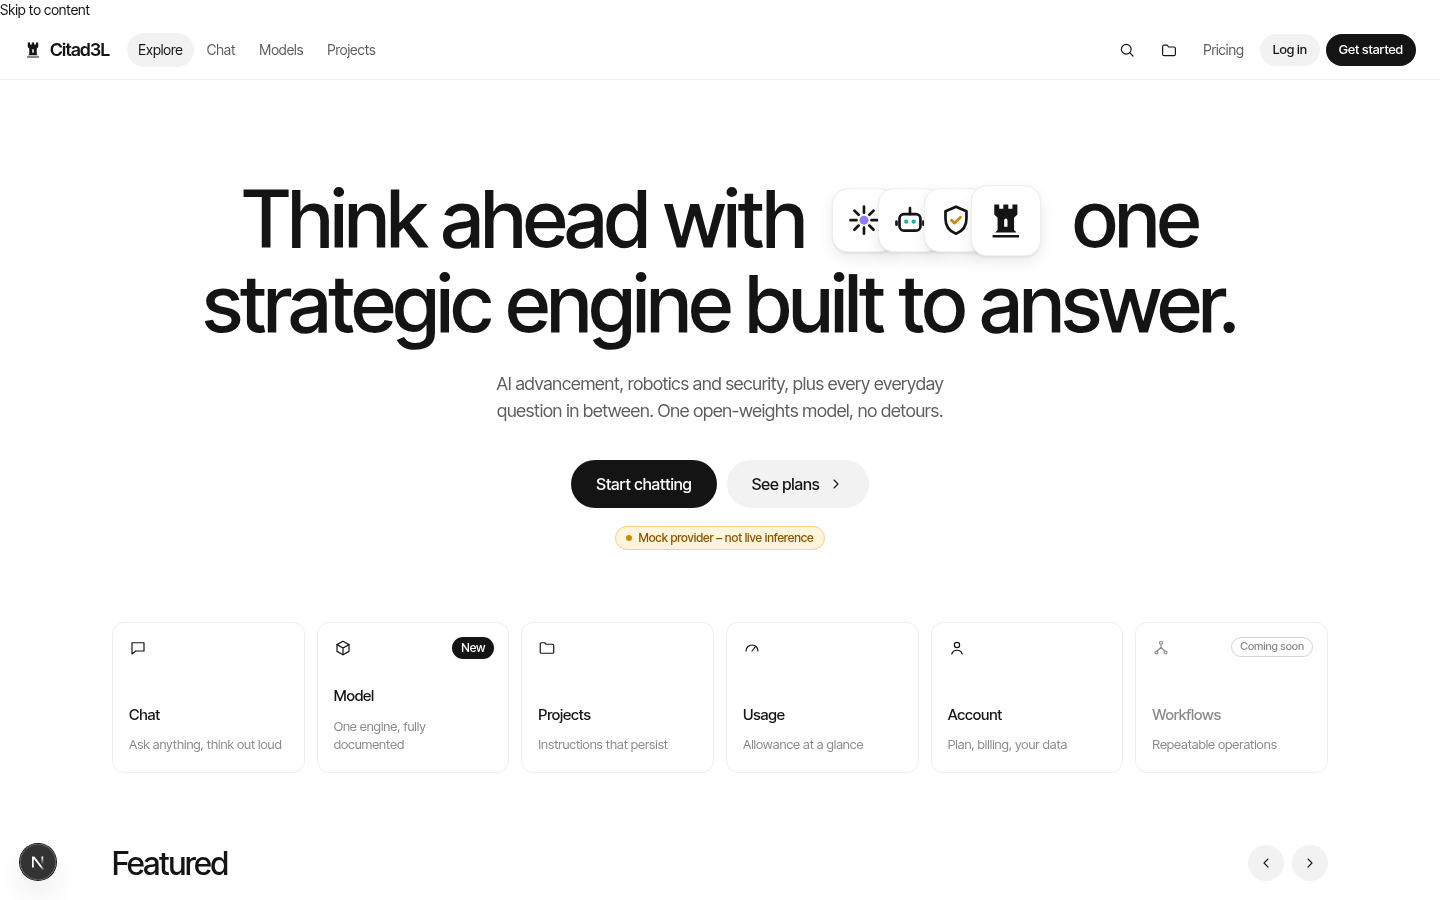 Skip to content
Citad3L
Explore
Chat
Models
Projects
Pricing
Log in
Get started
Think ahead with one
strategic engine built to answer.
AI advancement, robotics and security, plus every everyday
question in between. One open-weights model, no detours.
Start chatting
See plans
Mock provider – not live inference
Chat
Ask anything, think out loud
New
Model
One engine, fully
documented
Projects
Instructions that persist
Usage
Allowance at a glance
Account
Plan, billing, your data
Coming soon
Workflows
Repeatable operations
N
Featured